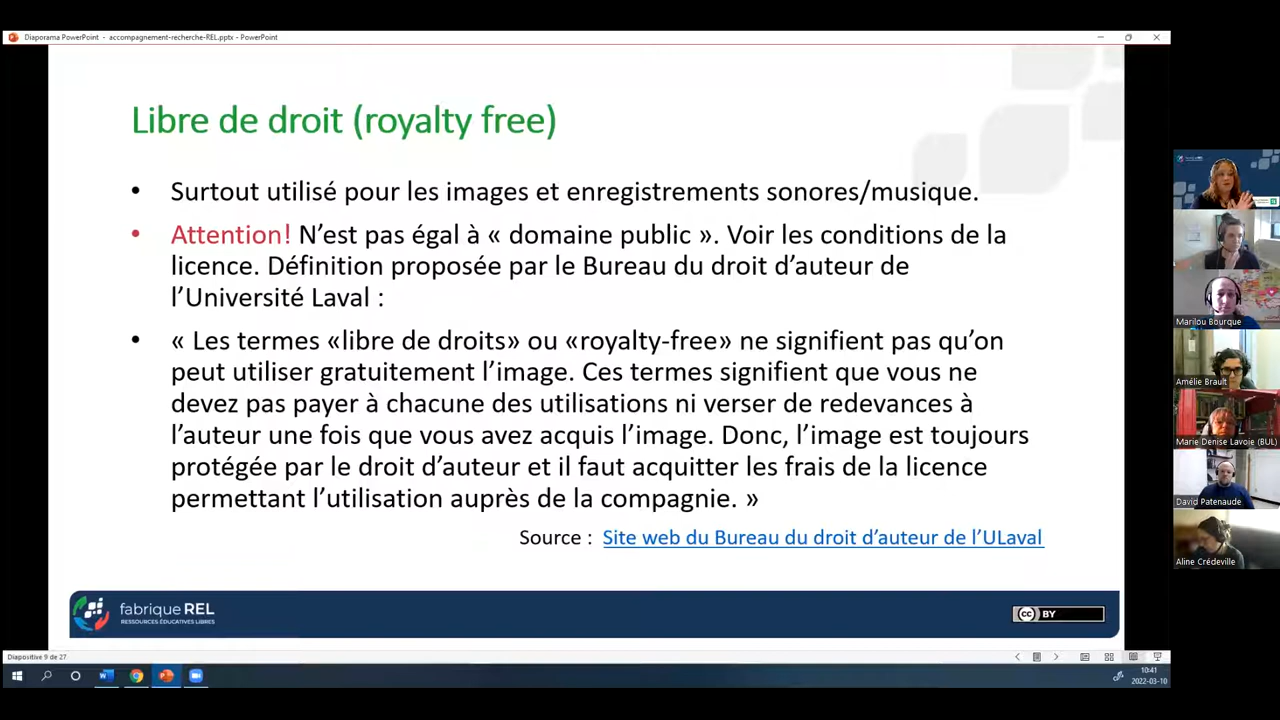 Diaporama PowerPoint - accompagnement-recherche-REL.pptx - PowerPoint
Libre de droit (royalty free)
• Surtout utilisé pour les images et enregistrements sonores/musique.
• Attention! N’est pas égal à « domaine public ». Voir les conditions de la
licence. Définition proposée par le Bureau du droit d’auteur de
l’Université Laval :
• « Les termes «libre de droits» ou «royalty-free» ne signifient pas qu’on
peut utiliser gratuitement l’image. Ces termes signifient que vous ne
devez pas payer à chacune des utilisations ni verser de redevances à
l’auteur une fois que vous avez acquis l’image. Donc, l’image est toujours
protégée par le droit d’auteur et il faut acquitter les frais de la licence
permettant l’utilisation auprès de la compagnie. »
Source : Site web du Bureau du droit d’auteur de l’ULaval
fabrique REL
RESSOURCES ÉDUCATIVES LIBRES
cc BY
Marilou Bourque
Amélie Brault
Marie Denise Lavoie (BUL)
David Patenaude
Aline Crédeville
Diapositive 9 de 27
10:41
2022-03-10